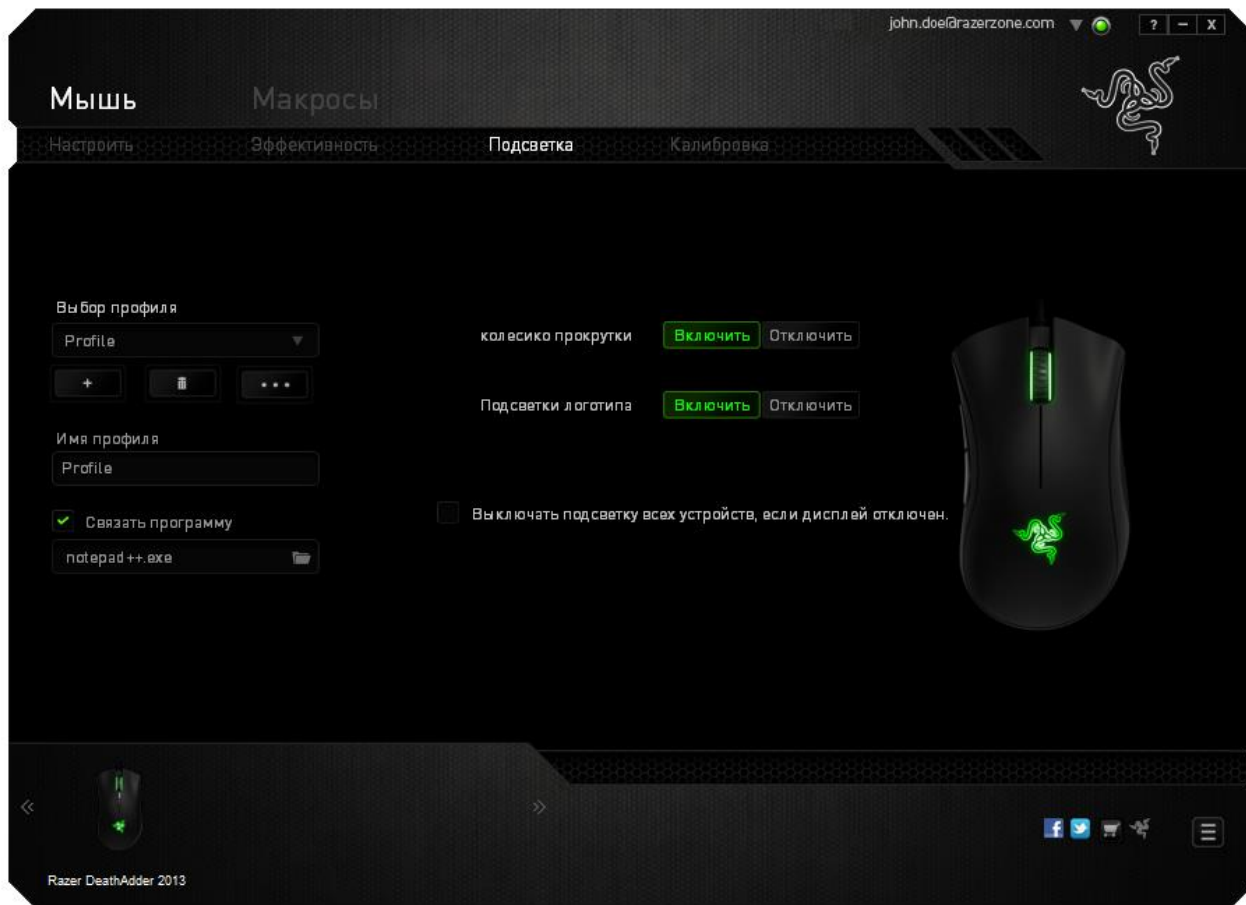 john.doe@razerzone.com
? – X
Мышь Макросы
Настроить Эффективность Подсветка Калибровка
Выбор профиля
Profile
колесико прокрутки Включить Отключить
+ •••
Подсветки логотипа Включить Отключить
Имя профиля
Profile
Связать программу
Выключать подсветку всех устройств, если дисплей отключен.
notepad++.exe
« »
Razer DeathAdder 2013